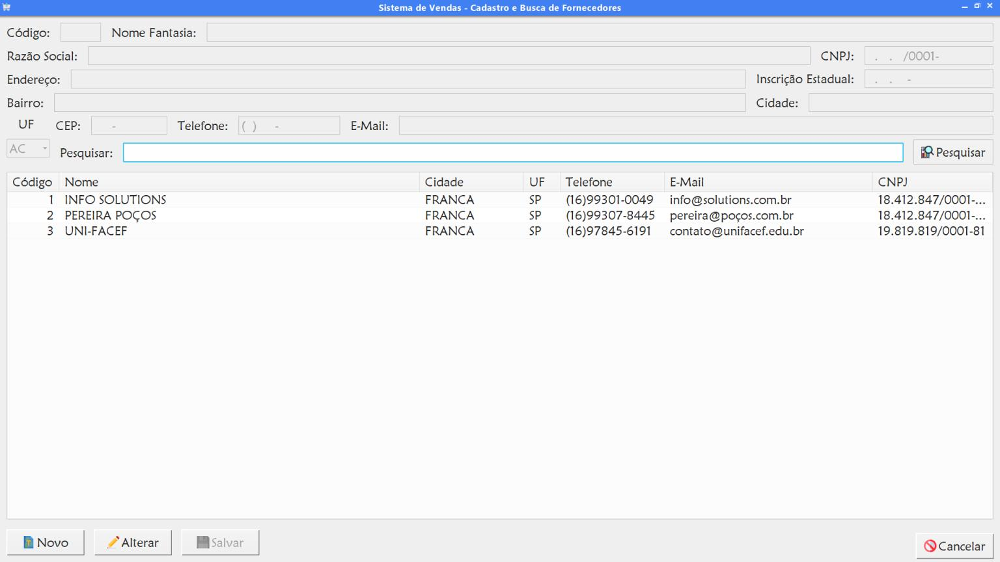 Sistema de Vendas - Cadastro e Busca de Fornecedores
Código: Nome Fantasia:
Razão Social: CNPJ: . . /0001-
Endereço: Inscrição Estadual: . . -
Bairro: Cidade:
UF CEP: - Telefone: ( ) - E-Mail:
AC Pesquisar: Pesquisar
Código Nome Cidade UF Telefone E-Mail CNPJ
1 INFO SOLUTIONS FRANCA SP (16)99301-0049 info@solutions.com.br 18.412.847/0001-...
2 PEREIRA POÇOS FRANCA SP (16)99307-8445 pereira@poços.com.br 18.412.847/0001-...
3 UNI-FACEF FRANCA SP (16)97845-6191 contato@unifacef.edu.br 19.819.819/0001-81
Novo Alterar Salvar Cancelar